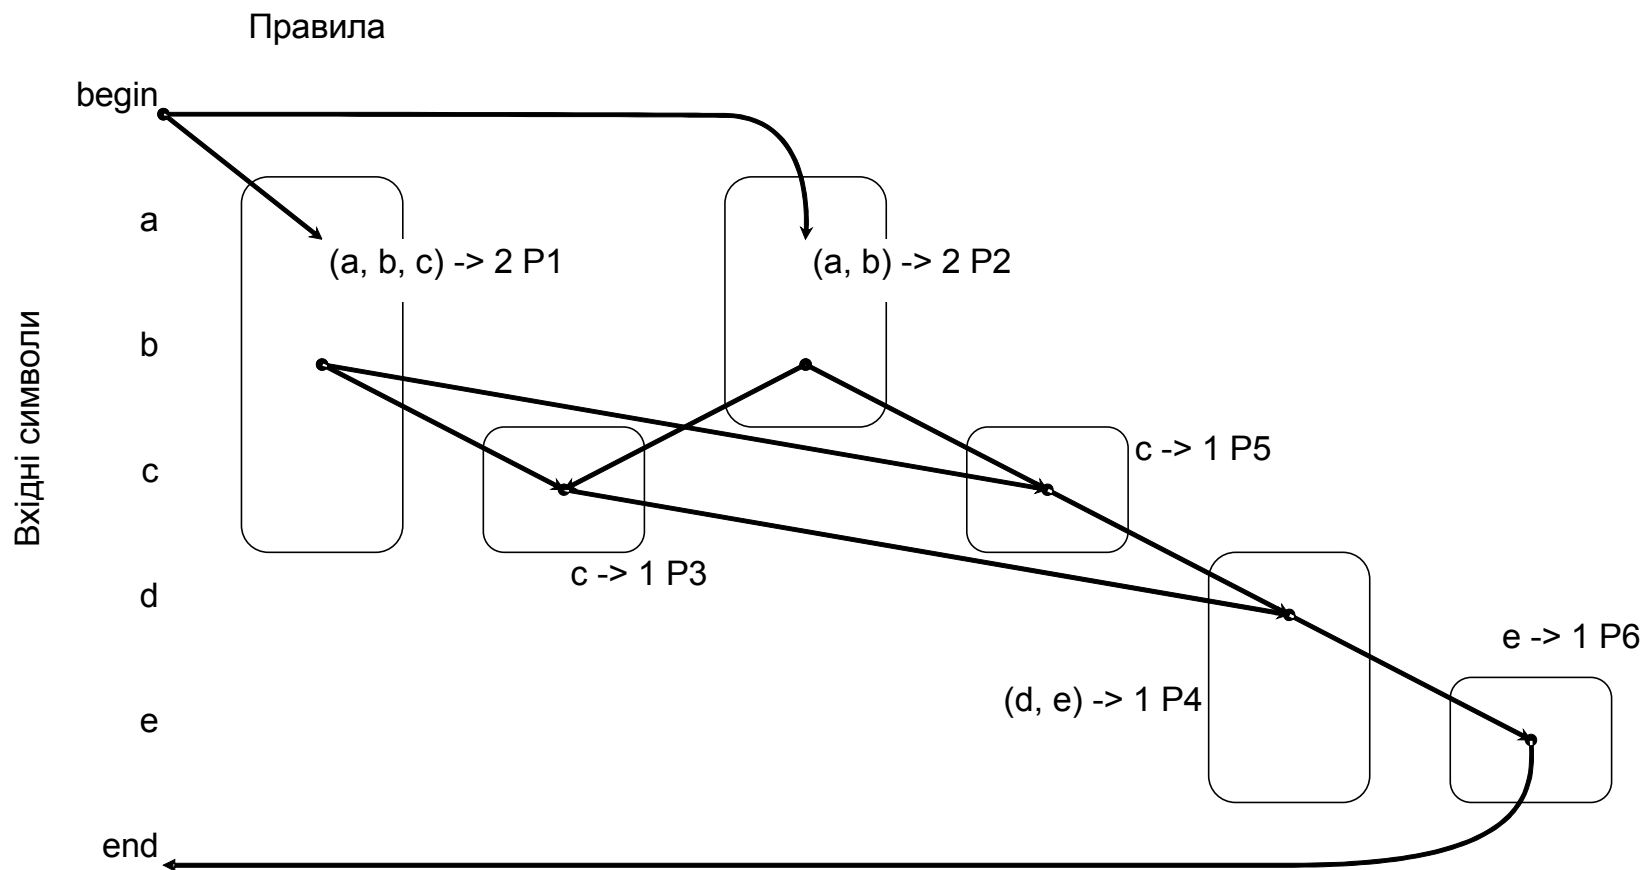 Правила
begin
a
(a, b, c) -> 2 P1
(a, b) -> 2 P2
b
Вхідні символи
c -> 1 P5
c
c -> 1 P3
d
e -> 1 P6
(d, e) -> 1 P4
e
end